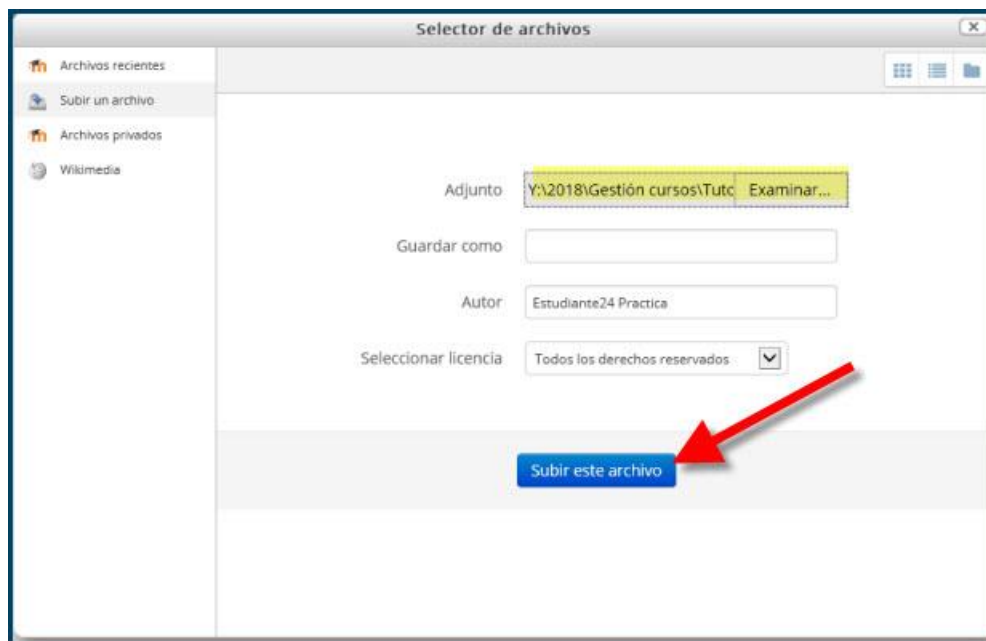 Selector de archivos
Archivos recientes
Subir un archivo
Archivos privados
Wikimedia
Adjunto Y:\2018\Gestión cursos\Tutc Examinar...
Guardar como
Autor Estudiante24 Practica
Seleccionar licencia Todos los derechos reservados
Subir este archivo